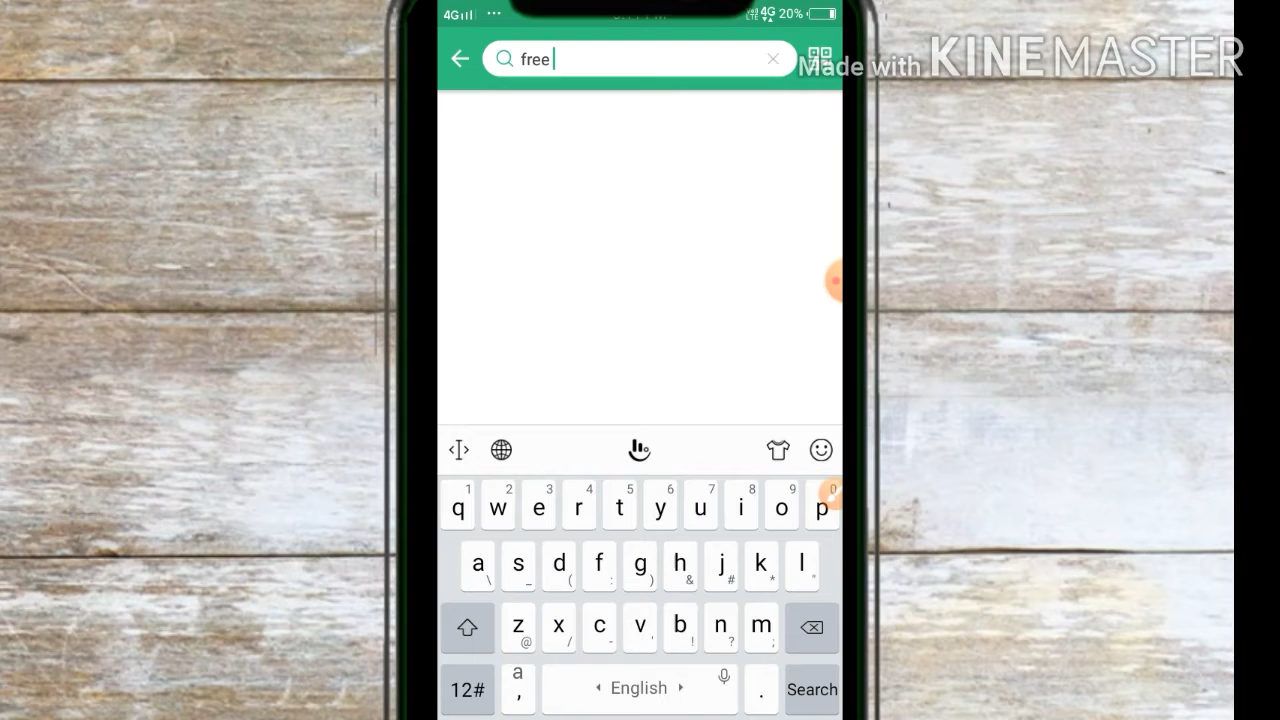 4G ... 4G 20%
free
Made with KINEMASTER
1 2 3 4 5 6 7 8 9 0
q w e r t y u i o p
a s d f g h j k l
\ _ ( : ) & # * "
z x c v b n m
@ / - ' ! ? ;
12# a , English . Search